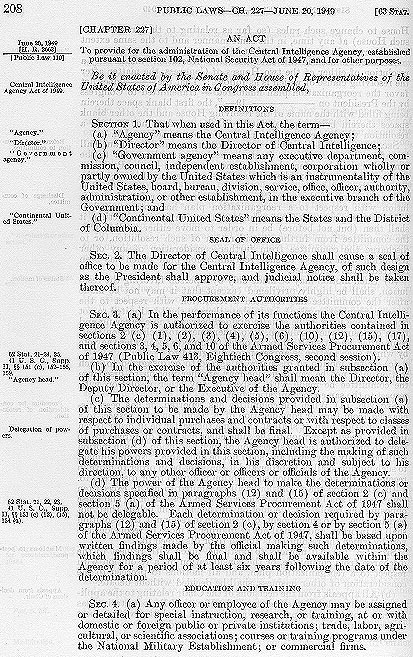 208
PUBLIC LAWS—CH. 227—JUNE 20, 1949
[63 STAT.
[CHAPTER 227]
June 20, 1949
[H. R. 2663]
[Public Law 110]
AN ACT
To provide for the administration of the Central Intelligence Agency, established
pursuant to section 102, National Security Act of 1947, and for other purposes.
Central Intelligence
Agency Act of 1949.
Be it enacted by the Senate and House of Representatives of the
United States of America in Congress assembled,
DEFINITIONS
"Agency."
"Director."
"Government
agency."
SECTION 1. That when used in this Act, the term—
(a) "Agency" means the Central Intelligence Agency;
(b) "Director" means the Director of Central Intelligence;
(c) "Government agency" means any executive department, com-
mission, council, independent establishment, corporation wholly or
partly owned by the United States which is an instrumentality of the
United States, board, bureau, division, service, office, officer, authority,
administration, or other establishment, in the executive branch of the
Government; and
"Continental Unit-
ed States."
(d) "Continental United States" means the States and the District
of Columbia.
SEAL OF OFFICE
SEC. 2. The Director of Central Intelligence shall cause a seal of
office to be made for the Central Intelligence Agency, of such design
as the President shall approve, and judicial notice shall be taken
thereof.
PROCUREMENT AUTHORITIES
SEC. 3. (a) In the performance of its functions the Central Intelli-
gence Agency is authorized to exercise the authorities contained in
sections 2 (c) (1), (2), (3), (4), (5), (6), (10), (12), (15), (17),
and sections 3, 4, 5, 6, and 10 of the Armed Services Procurement Act
of 1947 (Public Law 413, Eightieth Congress, second session).
62 Stat. 21-24, 25.
41 U. S. C., Supp.
II, §§ 151 (c), 152-155,
159.
"Agency head."
(b) In the exercise of the authorities granted in subsection (a)
of this section, the term "Agency head" shall mean the Director, the
Deputy Director, or the Executive of the Agency.
(c) The determinations and decisions provided in subsection (a)
of this section to be made by the Agency head may be made with
respect to individual purchases and contracts or with respect to classes
of purchases or contracts, and shall be final. Except as provided in
subsection (d) of this section, the Agency head is authorized to dele-
gate his powers provided in this section, including the making of such
determinations and decisions, in his discretion and subject to his
direction, to any other officer or officers or officials of the Agency.
Delegation of pow-
ers.
(d) The power of the Agency head to make the determinations or
decisions specified in paragraphs (12) and (15) of section 2 (c) and
section 5 (a) of the Armed Services Procurement Act of 1947 shall
not be delegable. Each determination or decision required by para-
graphs (12) and (15) of section 2 (c), by section 4 or by section 5 (a)
of the Armed Services Procurement Act of 1947, shall be based upon
written findings made by the official making such determinations,
which findings shall be final and shall be available within the
Agency for a period of at least six years following the date of the
determination.
62 Stat. 21, 22, 23.
41 U. S. C., Supp.
II, §§ 151 (c) (12), (15),
154 (a).
EDUCATION AND TRAINING
SEC. 4. (a) Any officer or employee of the Agency may be assigned
or detailed for special instruction, research, or training, at or with
domestic or foreign public or private institutions; trade, labor, agri-
cultural, or scientific associations; courses or training programs under
the National Military Establishment; or commercial firms.